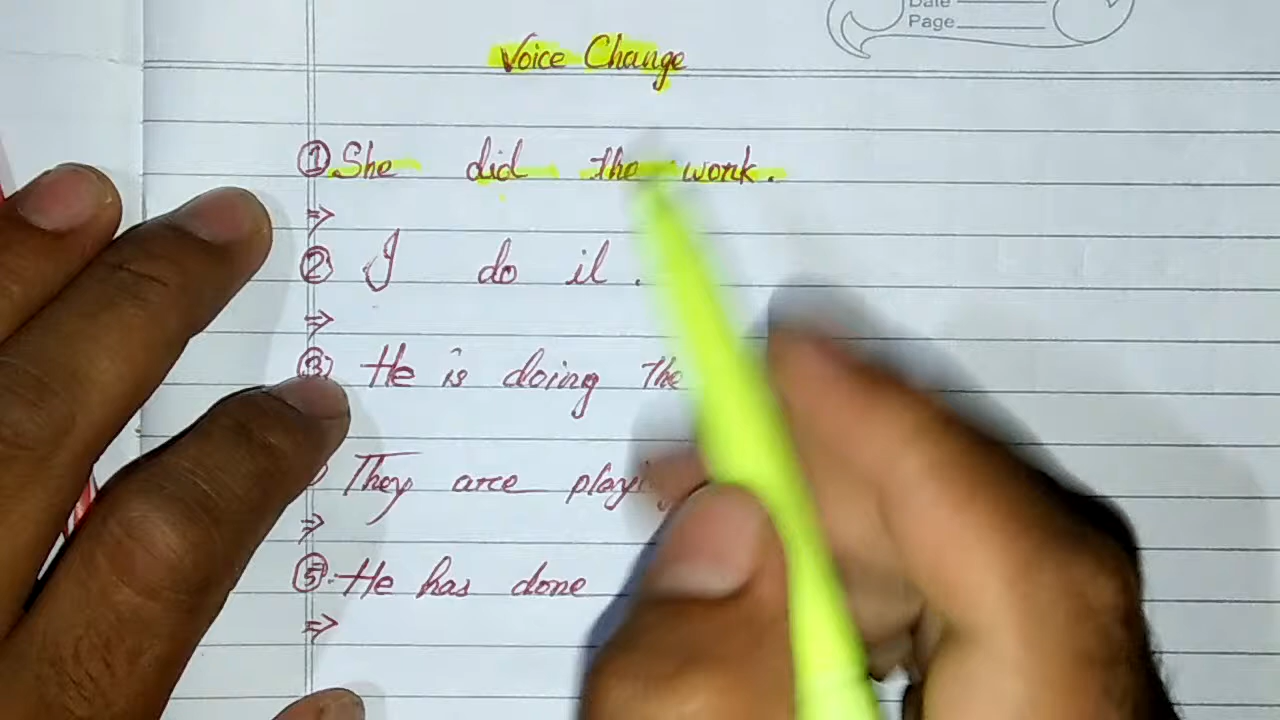 Date
Page
Voice Change
① She did the work.
⇒
② I do it.
⇒
③ He is doing the
They are
⇒
⑤. He has done
⇒